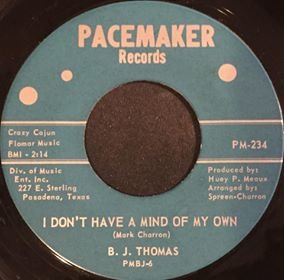 PACEMAKER
Records
Crazy Cajun
Flomar Music
BMI - 2:14
PM-234
Div. of Music
Ent. Inc.
227 E. Sterling
Pasadena, Texas
Produced by:
Huey P. Meaux
Arranged by:
Spreen-Charron
I DON'T HAVE A MIND OF MY OWN
(Mark Charron)
B. J. THOMAS
PMBJ-6